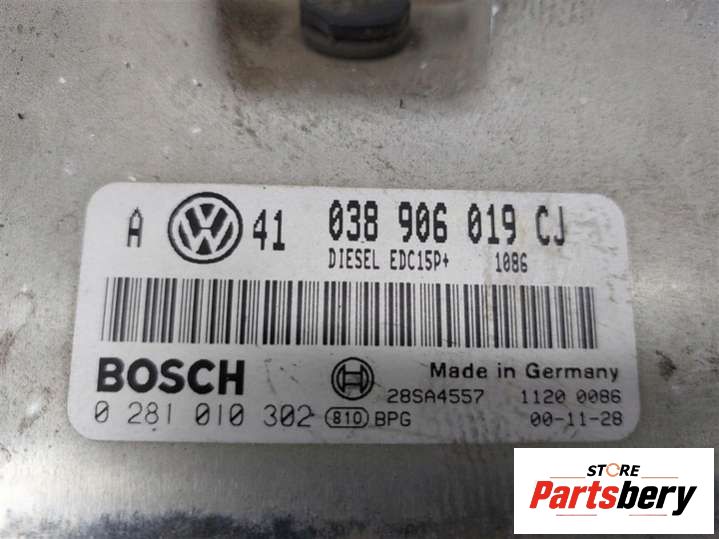 A VW 41 038 906 019 CJ
DIESEL EDC15P+ 1086
BOSCH Made in Germany
28SA4557 1120 0086
0 281 010 302 810 BPG 00-11-28
STORE
Partsbery